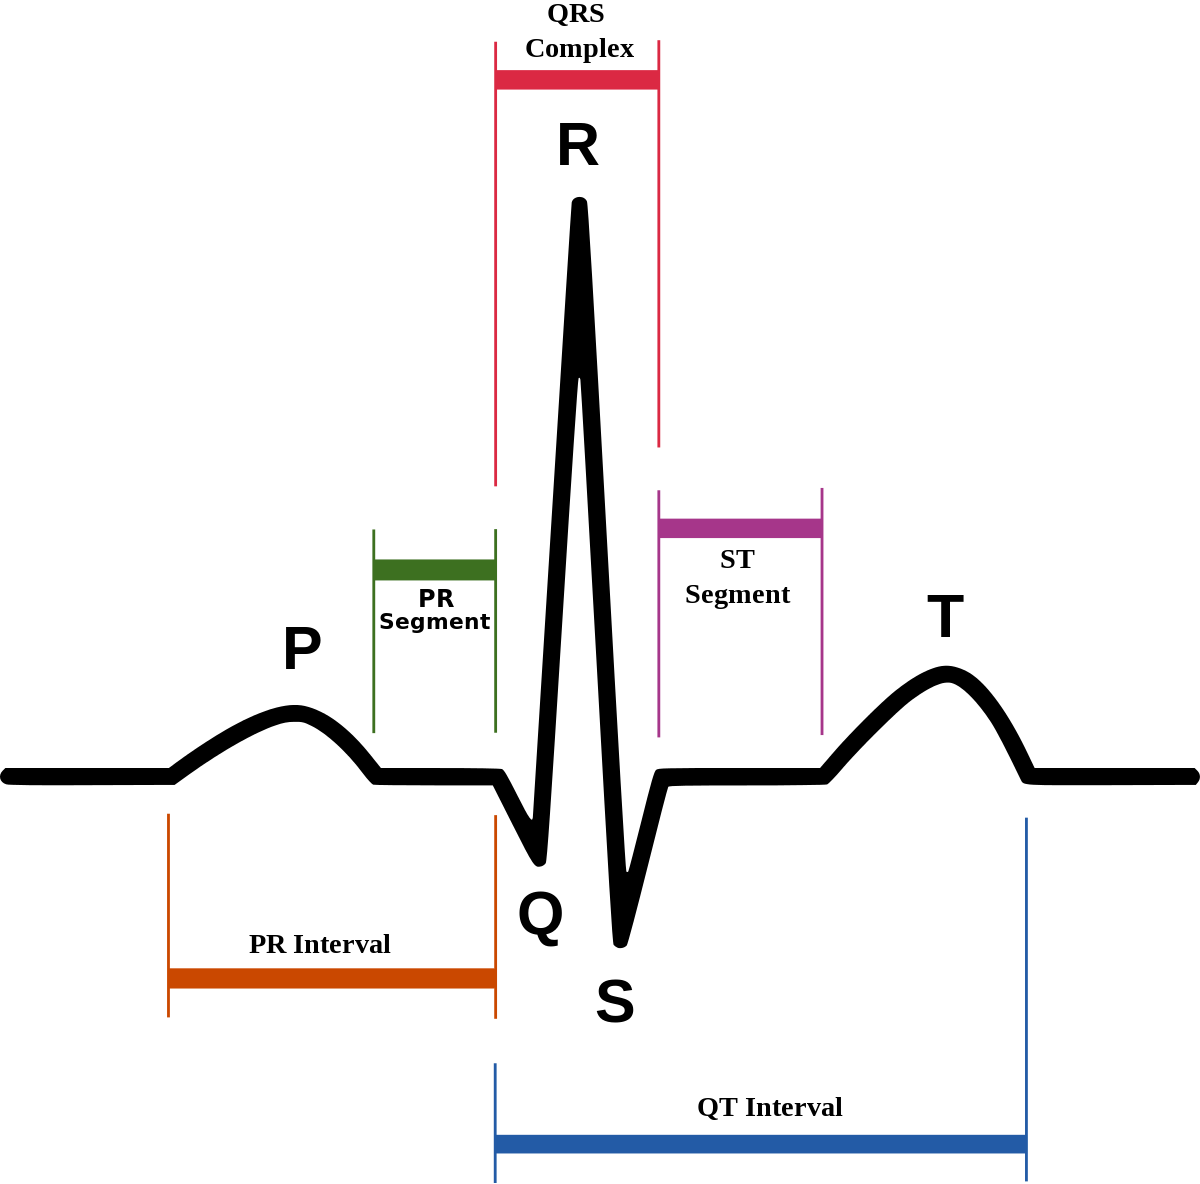 QRS
Complex
R
ST
Segment
PR
Segment
T
P
Q
PR Interval
S
QT Interval